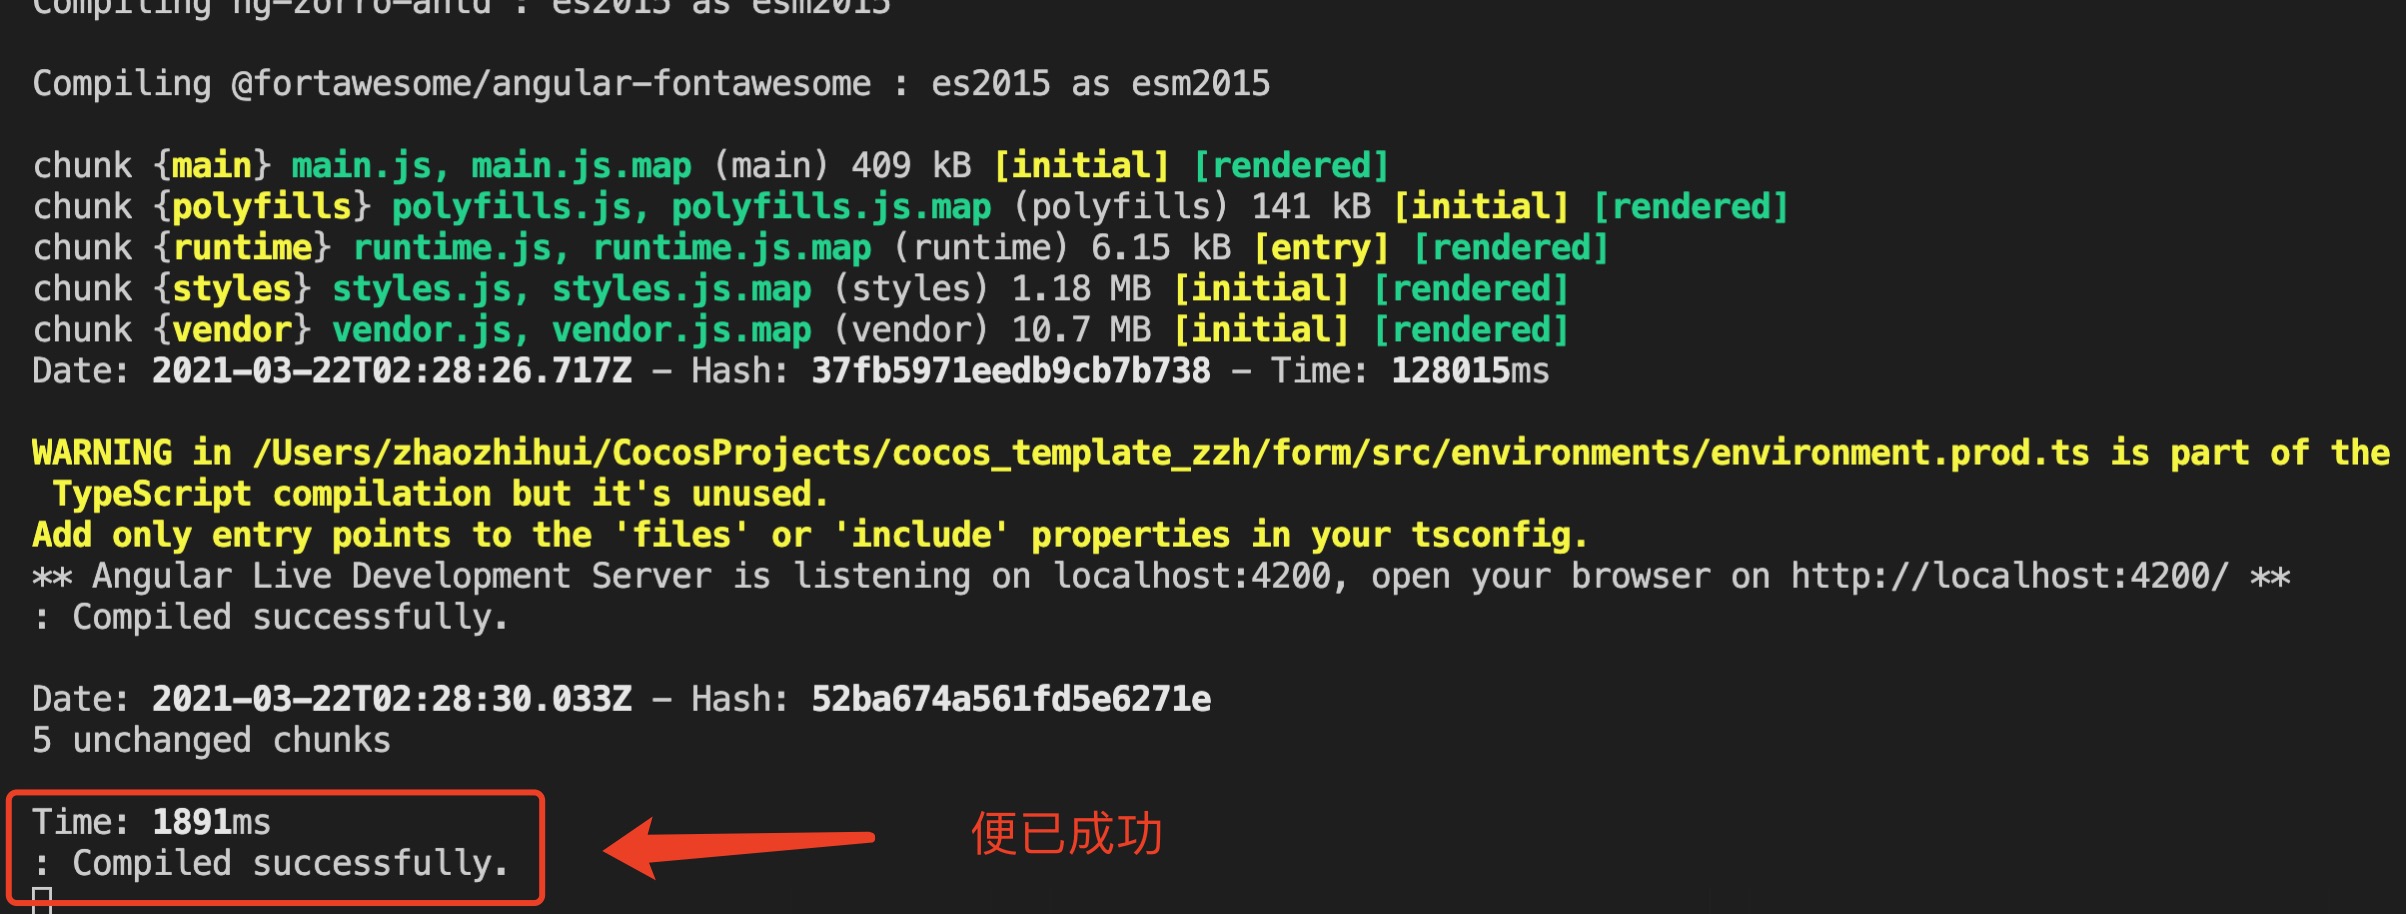 Compiling ng-zorro-antd : es2015 as esm2015
Compiling @fortawesome/angular-fontawesome : es2015 as esm2015
chunk {main} main.js, main.js.map (main) 409 kB [initial] [rendered]
chunk {polyfills} polyfills.js, polyfills.js.map (polyfills) 141 kB [initial] [rendered]
chunk {runtime} runtime.js, runtime.js.map (runtime) 6.15 kB [entry] [rendered]
chunk {styles} styles.js, styles.js.map (styles) 1.18 MB [initial] [rendered]
chunk {vendor} vendor.js, vendor.js.map (vendor) 10.7 MB [initial] [rendered]
Date: 2021-03-22T02:28:26.717Z - Hash: 37fb5971eedb9cb7b738 - Time: 128015ms
WARNING in /Users/zhaozhihui/CocosProjects/cocos_template_zzh/form/src/environments/environment.prod.ts is part of the
TypeScript compilation but it's unused.
Add only entry points to the 'files' or 'include' properties in your tsconfig.
** Angular Live Development Server is listening on localhost:4200, open your browser on http://localhost:4200/ **
: Compiled successfully.
Date: 2021-03-22T02:28:30.033Z - Hash: 52ba674a561fd5e6271e
5 unchanged chunks
Time: 1891ms
: Compiled successfully.
便已成功